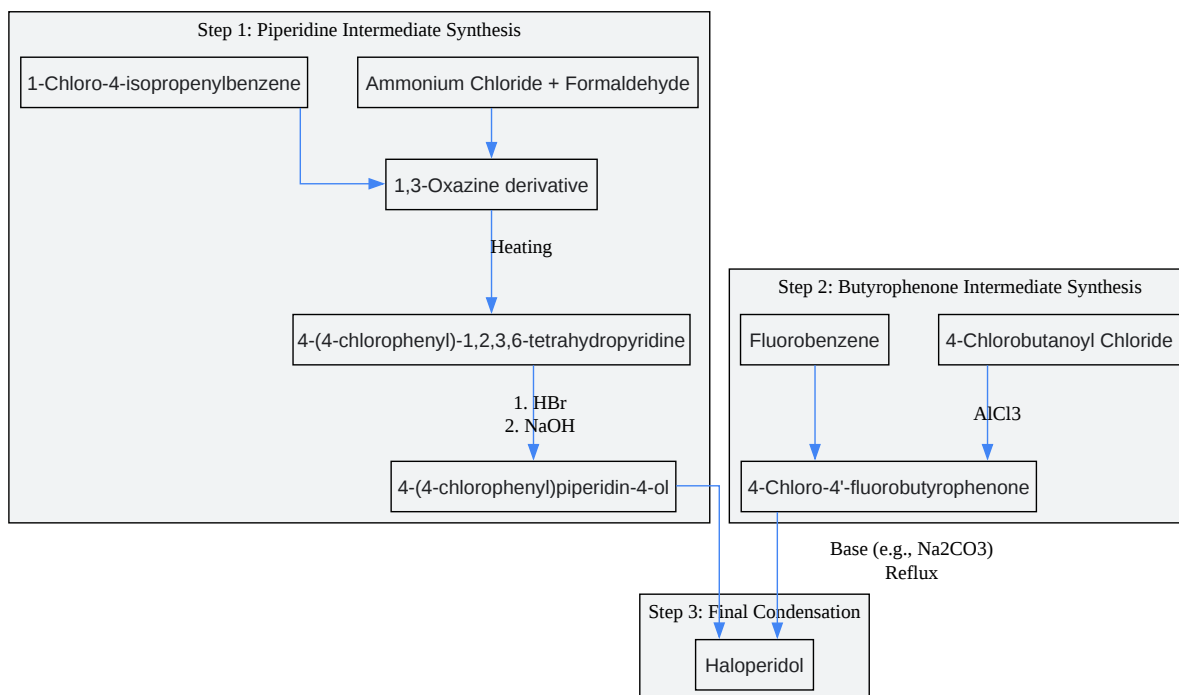 Step 1: Piperidine Intermediate Synthesis
1-Chloro-4-isopropenylbenzene
Ammonium Chloride + Formaldehyde
1,3-Oxazine derivative
Heating
4-(4-chlorophenyl)-1,2,3,6-tetrahydropyridine
1. HBr
2. NaOH
4-(4-chlorophenyl)piperidin-4-ol
Step 2: Butyrophenone Intermediate Synthesis
Fluorobenzene
4-Chlorobutanoyl Chloride
AlCl3
4-Chloro-4'-fluorobutyrophenone
Base (e.g., Na2CO3)
Reflux
Step 3: Final Condensation
Haloperidol